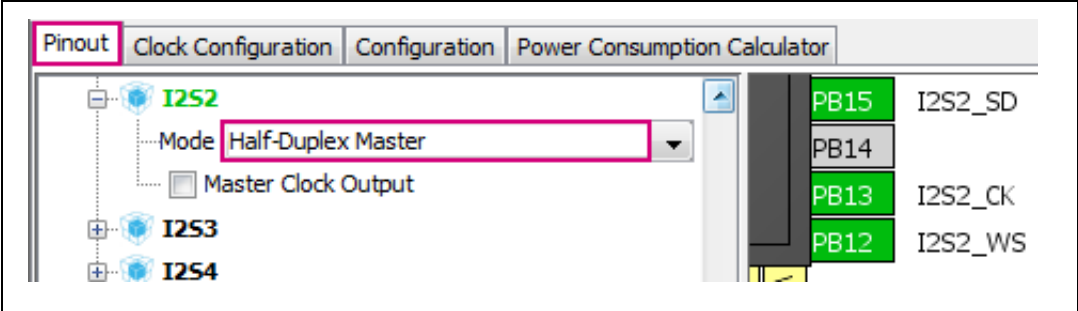 Pinout Clock Configuration Configuration Power Consumption Calculator
I2S2
Mode Half-Duplex Master
Master Clock Output
I2S3
I2S4
PB15 I2S2_SD
PB14
PB13 I2S2_CK
PB12 I2S2_WS